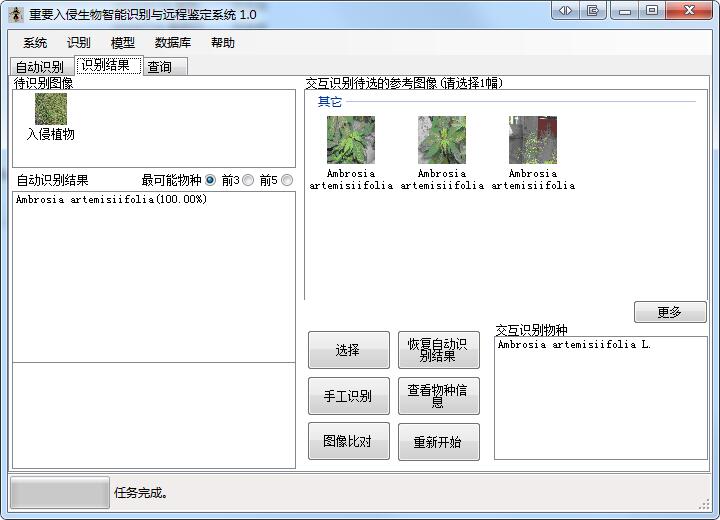 重要入侵生物智能识别与远程鉴定系统 1.0
系统 识别 模型 数据库 帮助
自动识别 识别结果 查询
待识别图像
入侵植物
自动识别结果 最可能物种 前3 前5
Ambrosia artemisiifolia(100.00%)
交互识别待选的参考图像(请选择1幅)
其它
Ambrosia
artemisiifolia
Ambrosia
artemisiifolia
Ambrosia
artemisiifolia
更多
选择
恢复自动识
别结果
手工识别
查看物种信
息
图像比对
重新开始
交互识别物种
Ambrosia artemisiifolia L.
任务完成。